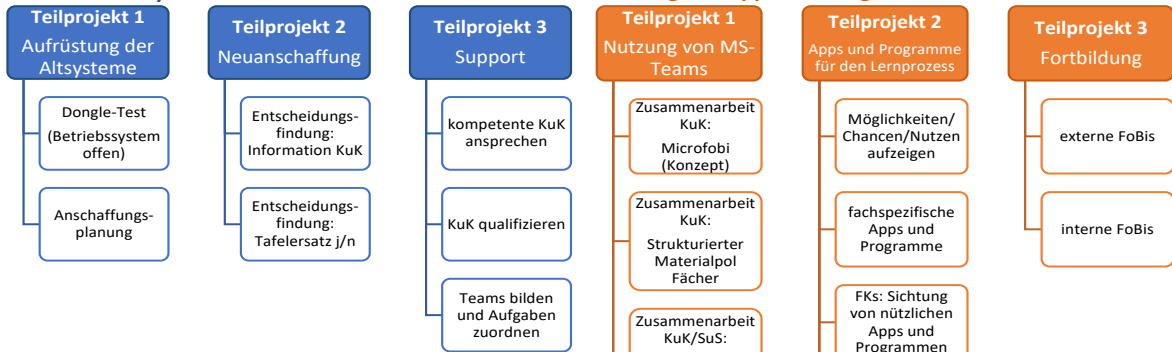 Teilprojekt 1
Aufrüstung der
Altsysteme
Dongle-Test
(Betriebssystem
offen)
Anschaffungs-
planung
Teilprojekt 2
Neuanschaffung
Entscheidungs-
findung:
Information KuK
Entscheidungs-
findung:
Tafelersatz j/n
Teilprojekt 3
Support
kompetente KuK
ansprechen
KuK qualifizieren
Teams bilden
und Aufgaben
zuordnen
Teilprojekt 1
Nutzung von MS-
Teams
Zusammenarbeit
KuK:
Microfobi
(Konzept)
Zusammenarbeit
KuK:
Strukturierter
Materialpol
Fächer
Zusammenarbeit
KuK/SuS:
Teilprojekt 2
Apps und Programme
für den Lernprozess
Möglichkeiten/
Chancen/Nutzen
aufzeigen
fachspezifische
Apps und
Programme
FKs: Sichtung
von nützlichen
Apps und
Programmen
Teilprojekt 3
Fortbildung
externe FoBis
interne FoBis